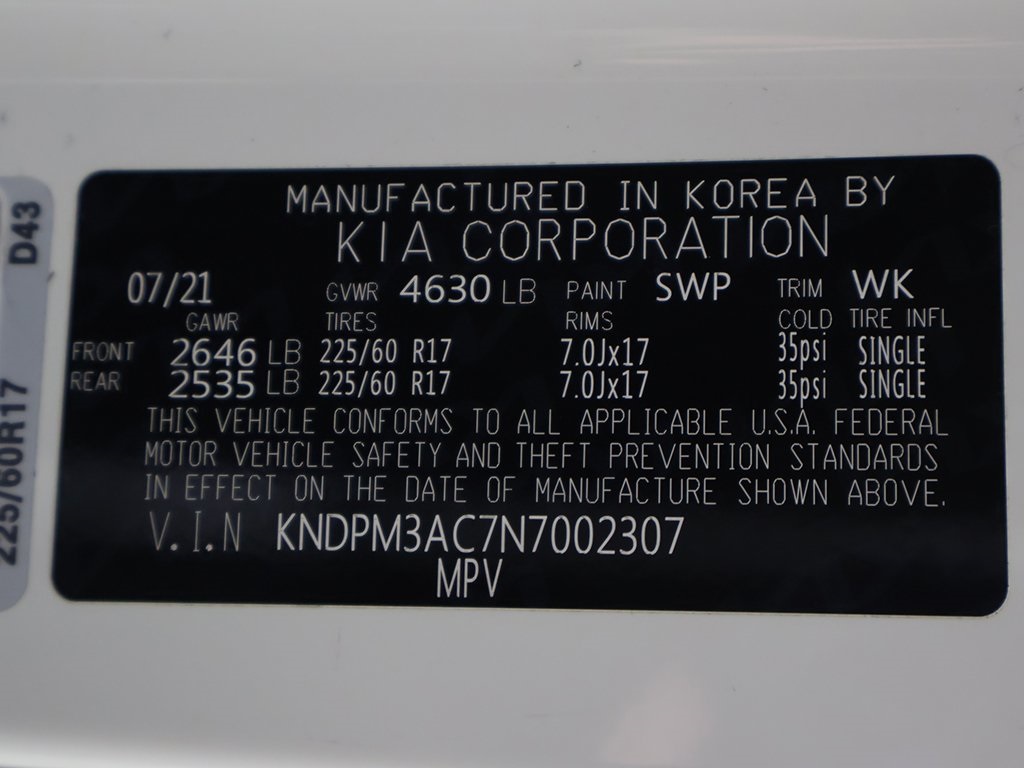 MANUFACTURED IN KOREA BY
KIA CORPORATION
07/21 GVWR 4630 LB PAINT SWP TRIM WK
GAWR TIRES RIMS COLD TIRE INFL
FRONT 2646 LB 225/60 R17 7.0Jx17 35psi SINGLE
REAR 2535 LB 225/60 R17 7.0Jx17 35psi SINGLE
THIS VEHICLE CONFORMS TO ALL APPLICABLE U.S.A. FEDERAL
MOTOR VEHICLE SAFETY AND THEFT PREVENTION STANDARDS
IN EFFECT ON THE DATE OF MANUFACTURE SHOWN ABOVE.
V.I.N KNDPM3AC7N7002307
MPV
225/60R17 D43